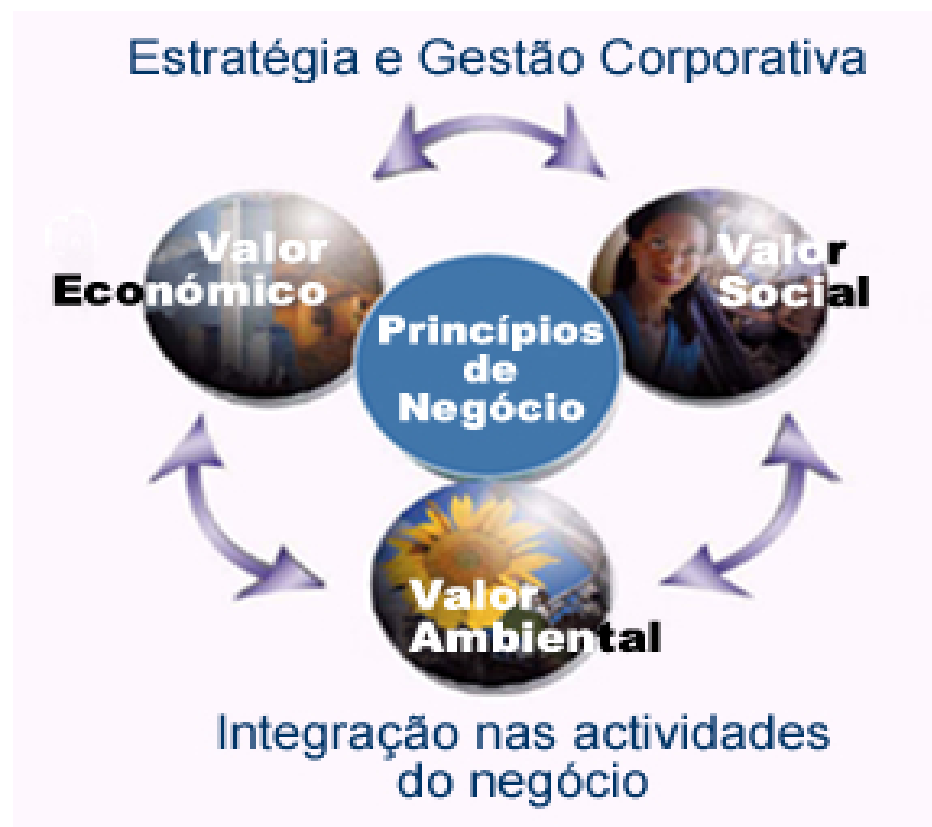 Estratégia e Gestão Corporativa
Valor
Económico
Valor
Social
Princípios
de
Negócio
Valor
Ambiental
Integração nas actividades
do negócio